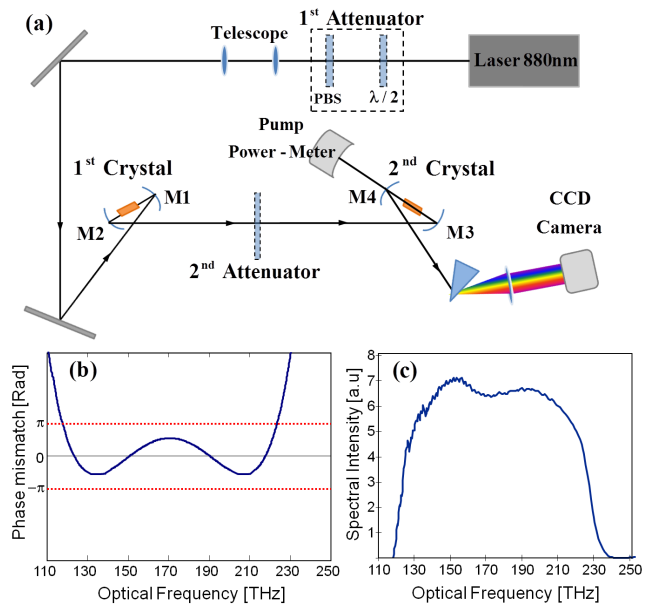 (a)
1st Attenuator
Telescope
Laser 880nm
PBS
λ / 2
Pump
Power - Meter
1st Crystal
2nd Crystal
M1
M2
M4
M3
CCD
Camera
2nd Attenuator
(b)
Phase mismatch [Rad]
π
0
−π
110 130 150 170 190 210 230 250
Optical Frequency [THz]
(c)
Spectral Intensity [a.u]
8
7
6
5
4
3
2
1
110 130 150 170 190 210 230 250
Optical Frequency [THz]